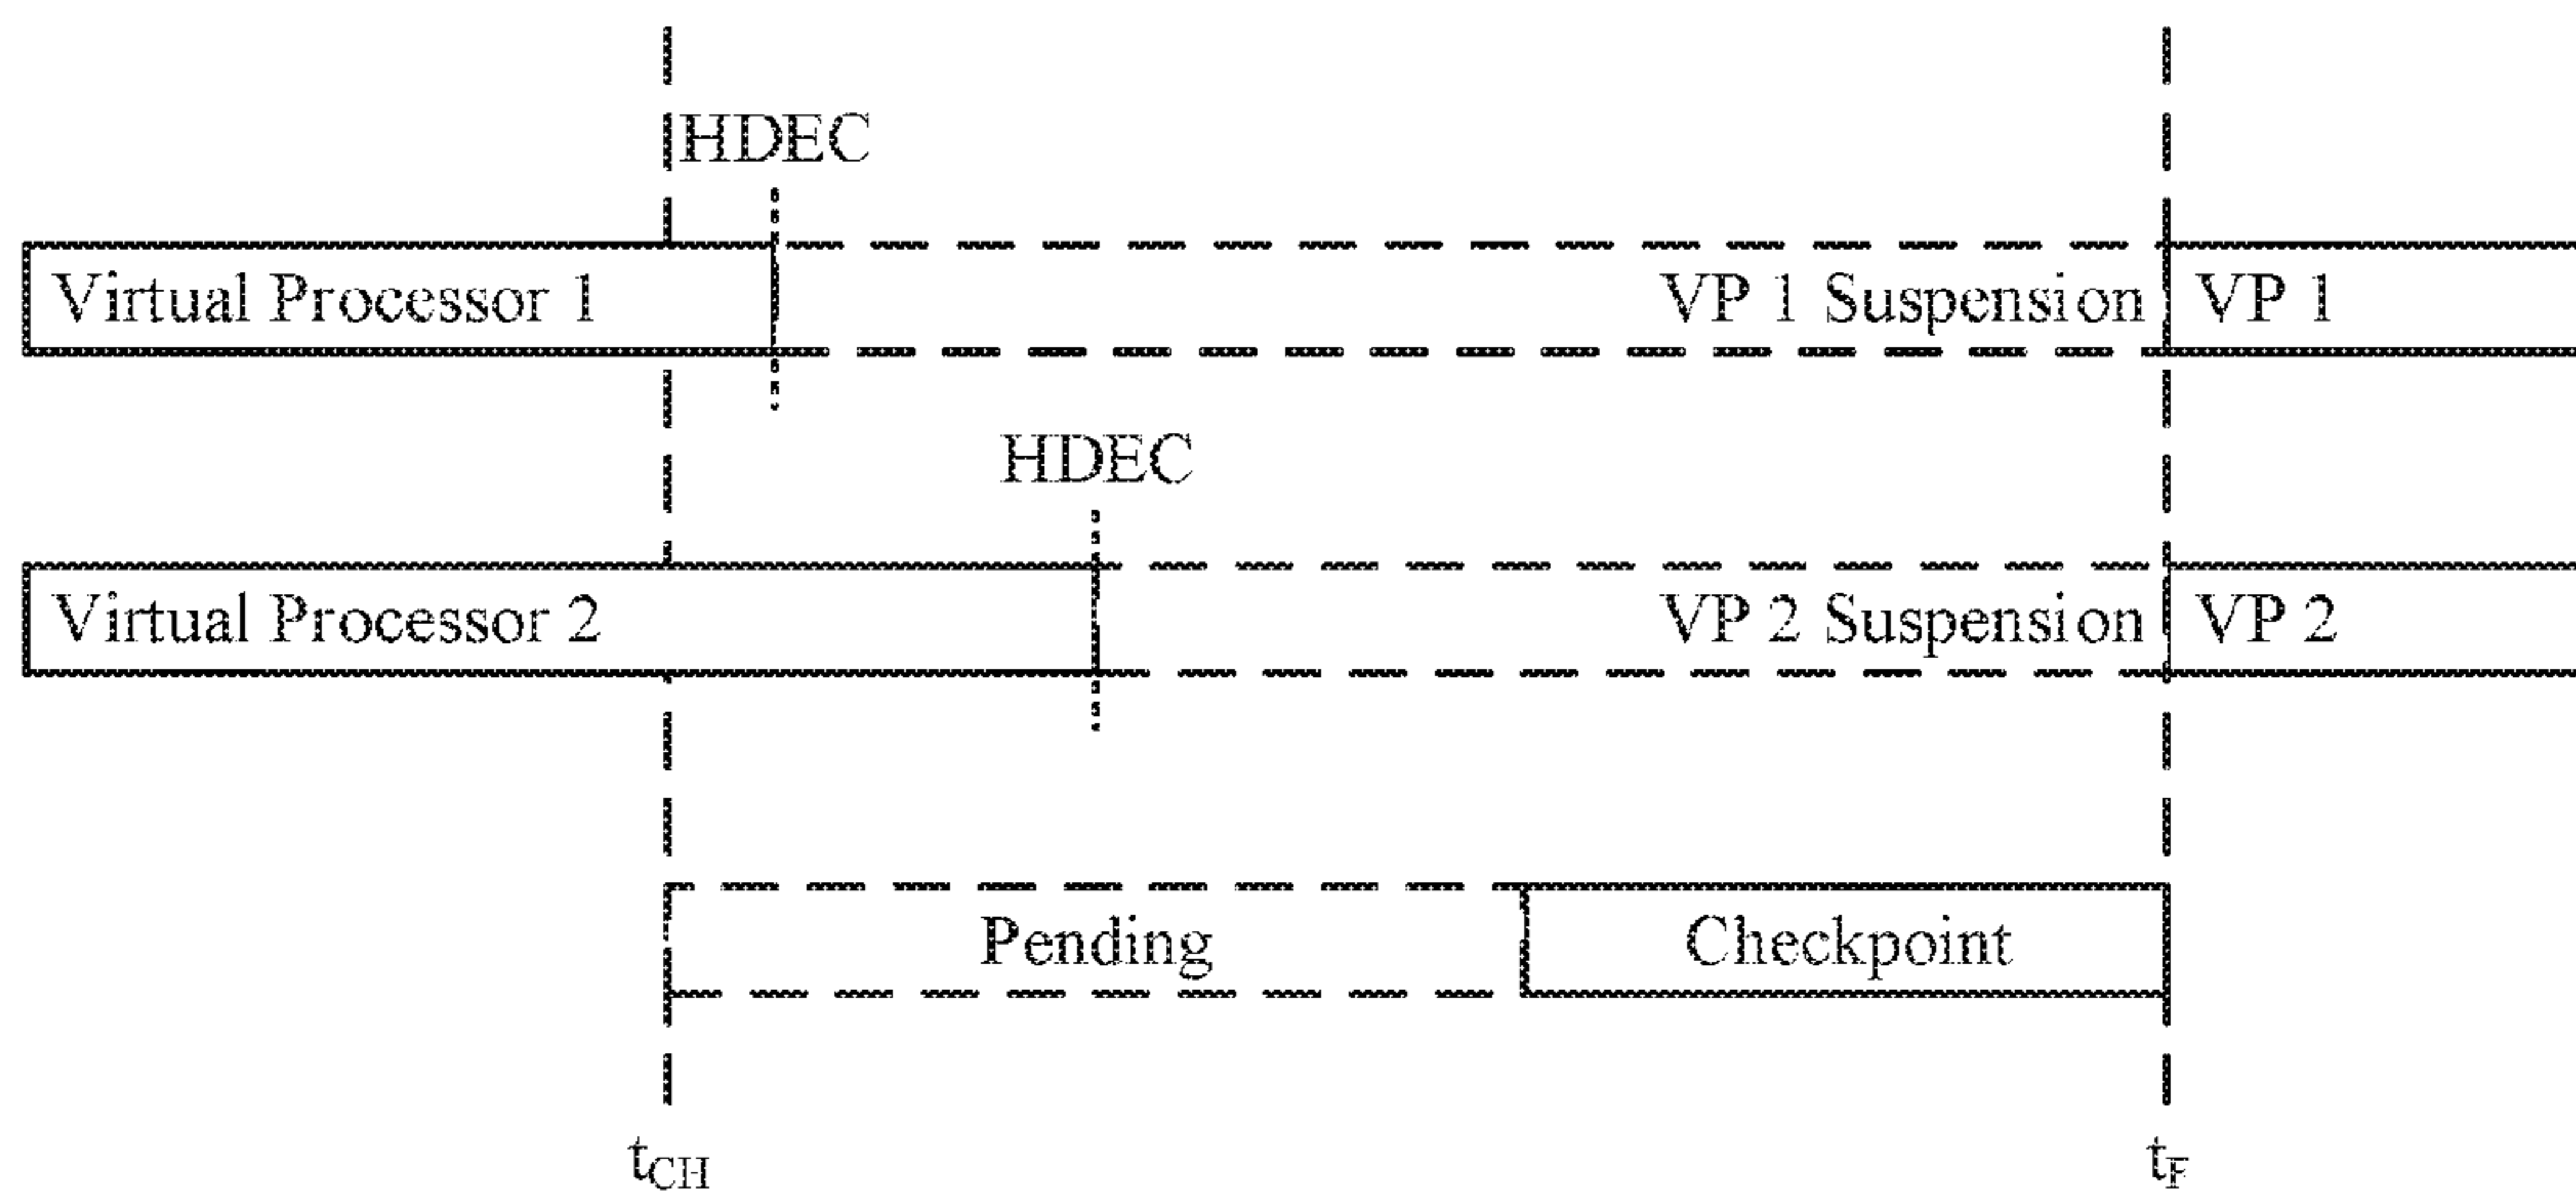 HDEC
Virtual Processor 1
VP 1 Suspension
VP 1
HDEC
Virtual Processor 2
VP 2 Suspension
VP 2
Pending
Checkpoint
tCH
tF